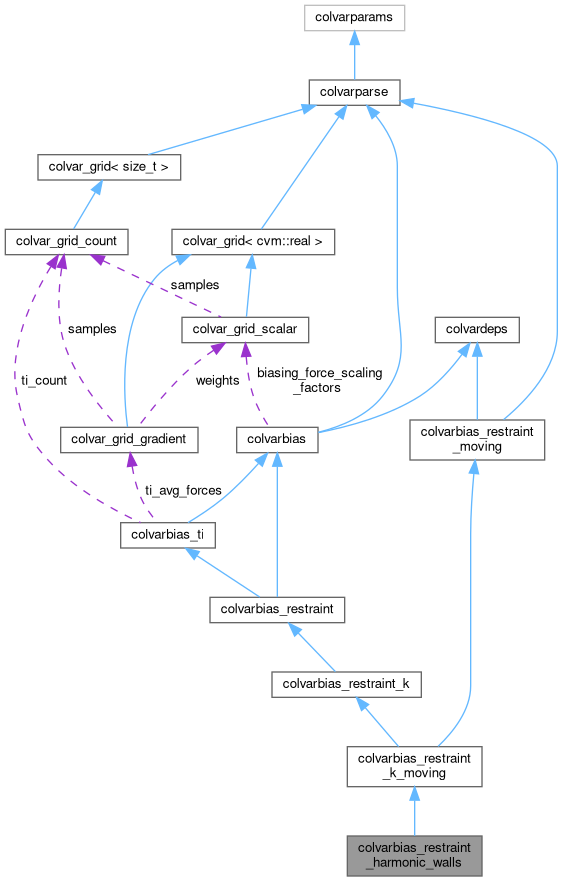 colvarparams
colvarparse
colvar_grid< size_t >
colvar_grid_count
colvar_grid< cvm::real >
samples
colvar_grid_scalar
colvardeps
samples
ti_count
weights
biasing_force_scaling
_factors
colvar_grid_gradient
colvarbias
colvarbias_restraint
_moving
ti_avg_forces
colvarbias_ti
colvarbias_restraint
colvarbias_restraint_k
colvarbias_restraint
_k_moving
colvarbias_restraint
_harmonic_walls